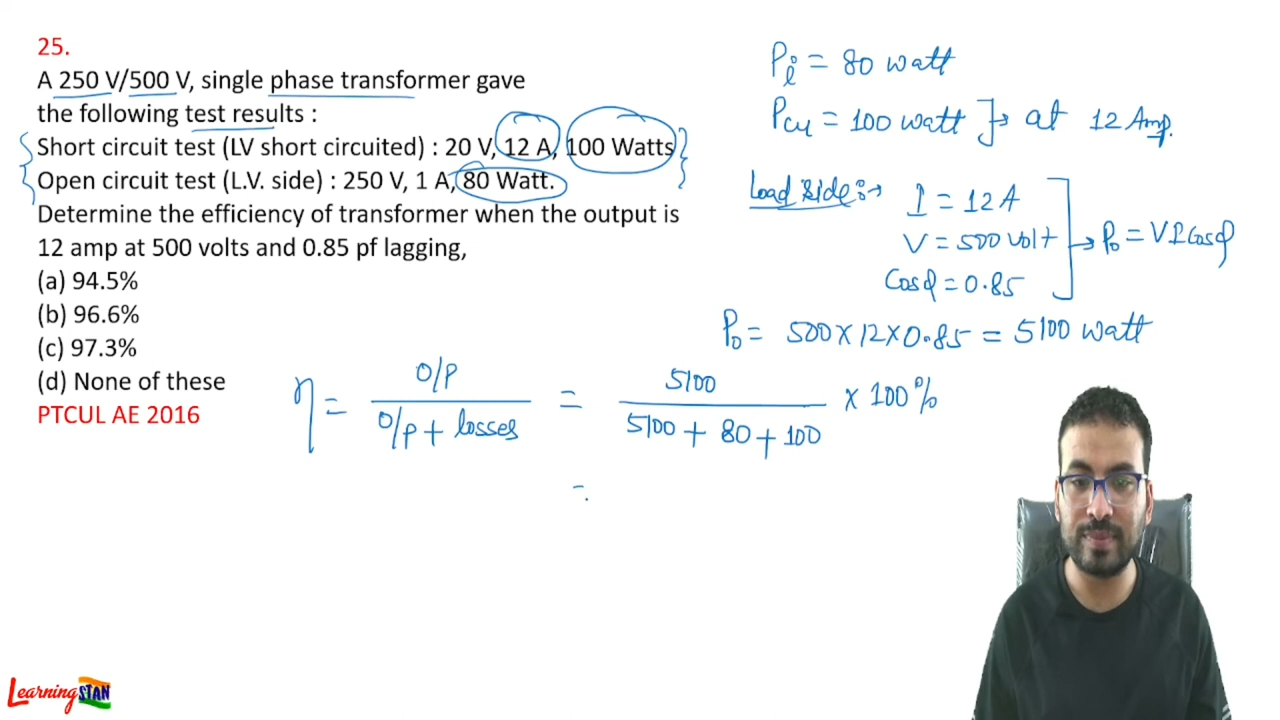 25.
A 250 V/500 V, single phase transformer gave
the following test results :
Short circuit test (LV short circuited) : 20 V, 12 A, 100 Watts
Open circuit test (L.V. side) : 250 V, 1 A, 80 Watt.
Determine the efficiency of transformer when the output is
12 amp at 500 volts and 0.85 pf lagging,
(a) 94.5%
(b) 96.6%
(c) 97.3%
(d) None of these
PTCUL AE 2016
Pi = 80 watt
Pcu = 100 watt ]→ at 12 Amp.
Load side:→ I = 12 A
V = 500 volt → Po = VI Cosφ
Cosφ = 0.85
Po = 500 × 12 × 0.85 = 5100 watt
η = O/P / O/P + losses = 5100 / 5100 + 80 + 100 × 100%
=
Learning STAN